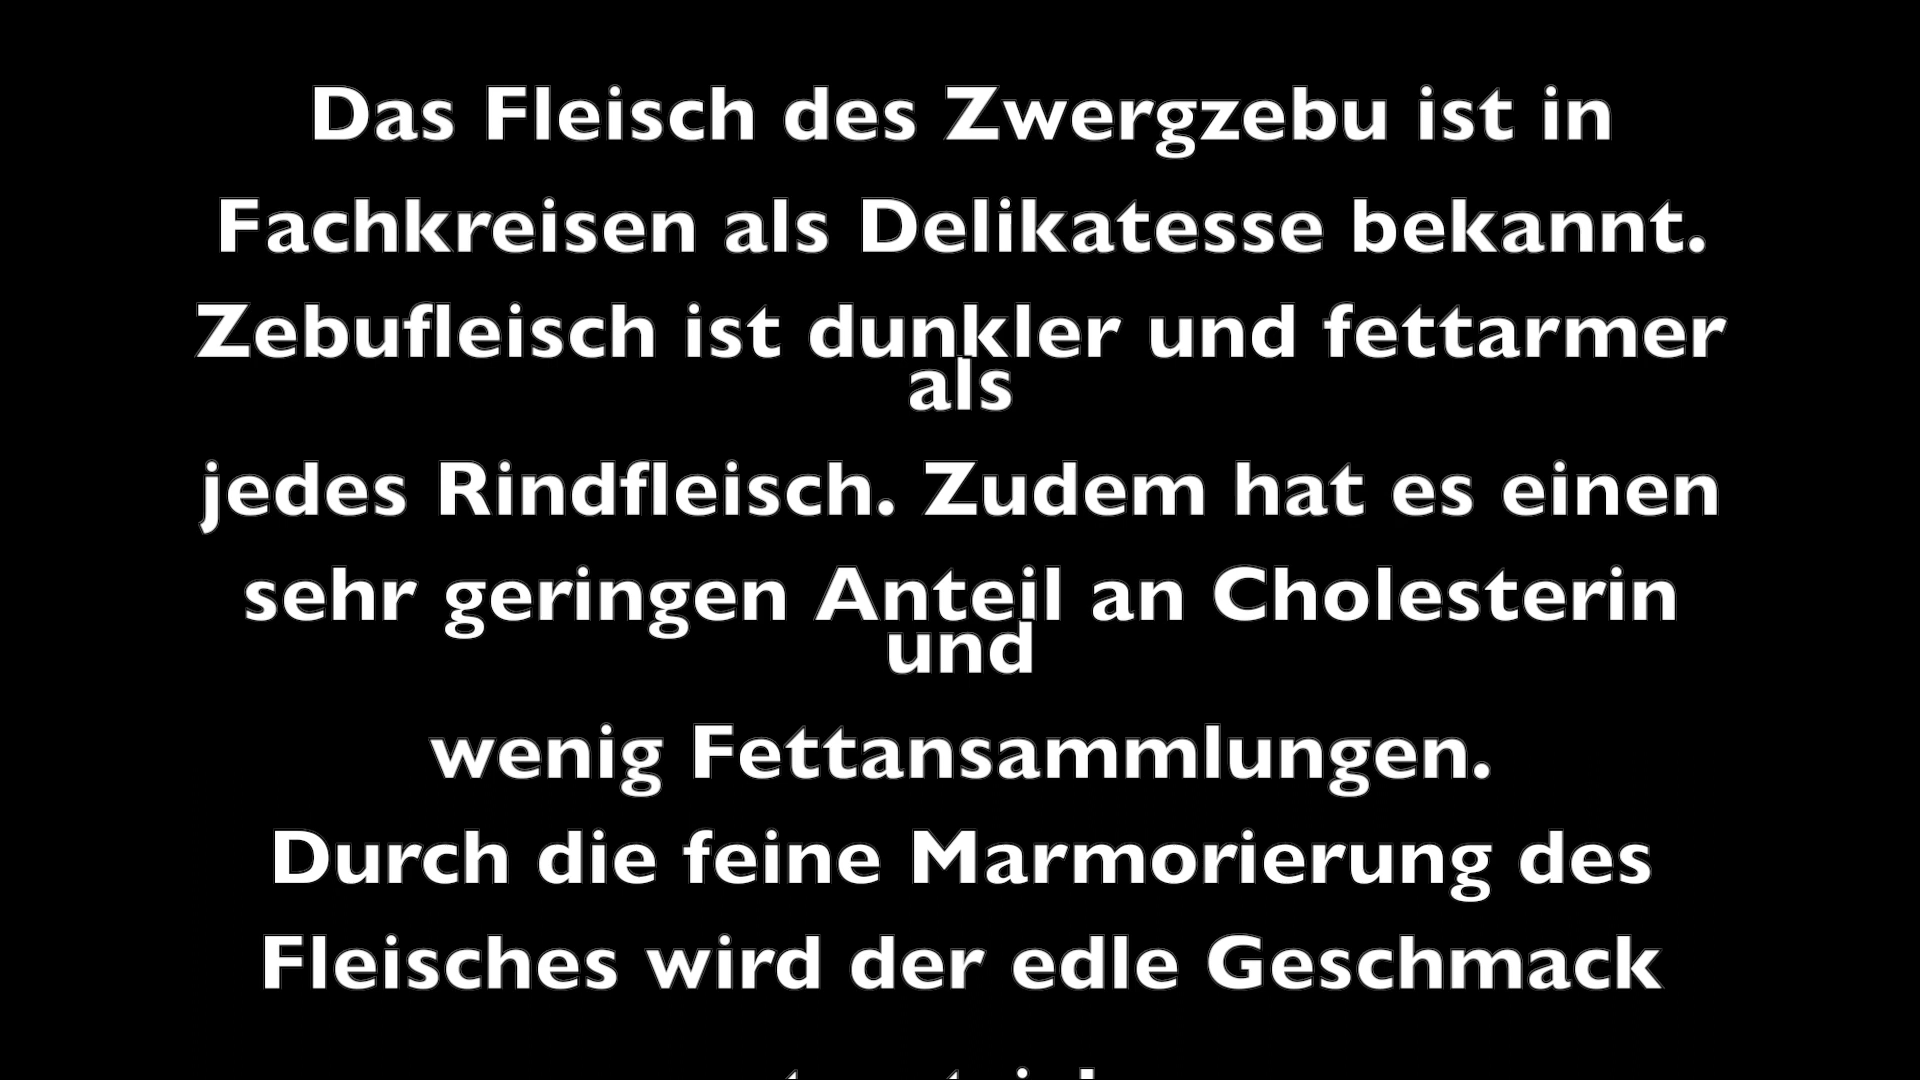 Das Fleisch des Zwergzebu ist in
Fachkreisen als Delikatesse bekannt.
Zebufleisch ist dunkler und fettarmer
als
jedes Rindfleisch. Zudem hat es einen
sehr geringen Anteil an Cholesterin
und
wenig Fettansammlungen.
Durch die feine Marmorierung des
Fleisches wird der edle Geschmack